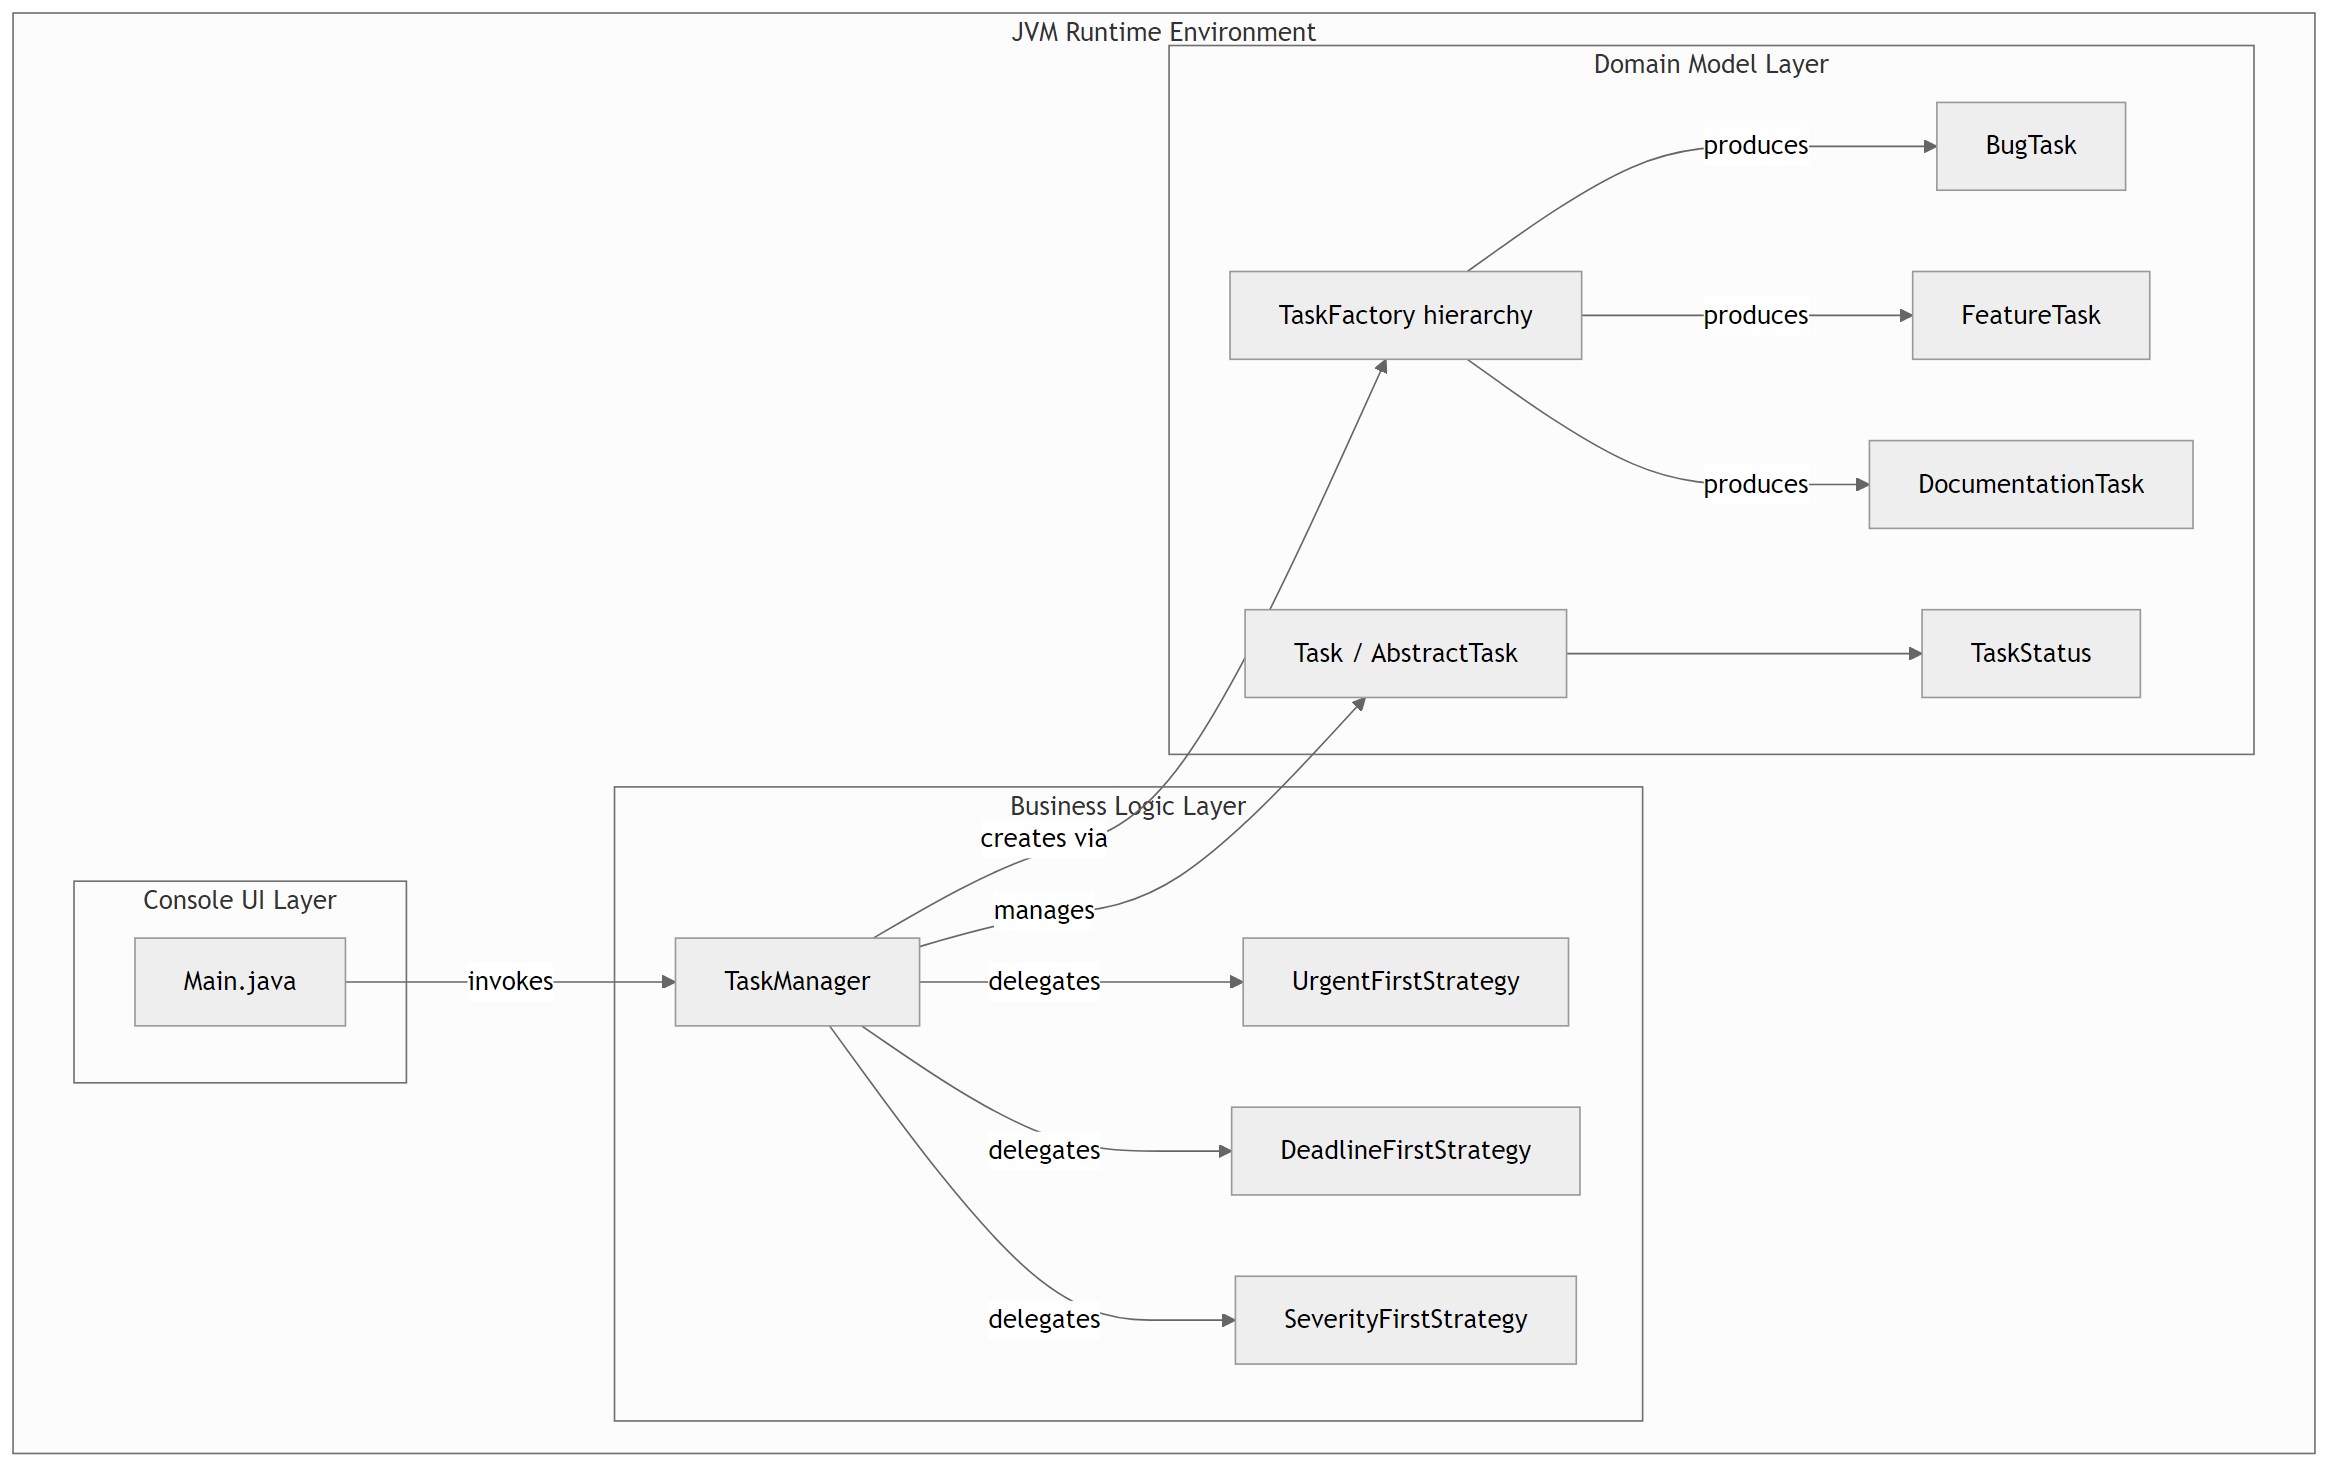 JVM Runtime Environment
Domain Model Layer
produces
BugTask
TaskFactory hierarchy
produces
FeatureTask
produces
DocumentationTask
Task / AbstractTask
TaskStatus
Business Logic Layer
creates via
manages
Console UI Layer
Main.java
invokes
TaskManager
delegates
UrgentFirstStrategy
delegates
DeadlineFirstStrategy
delegates
SeverityFirstStrategy